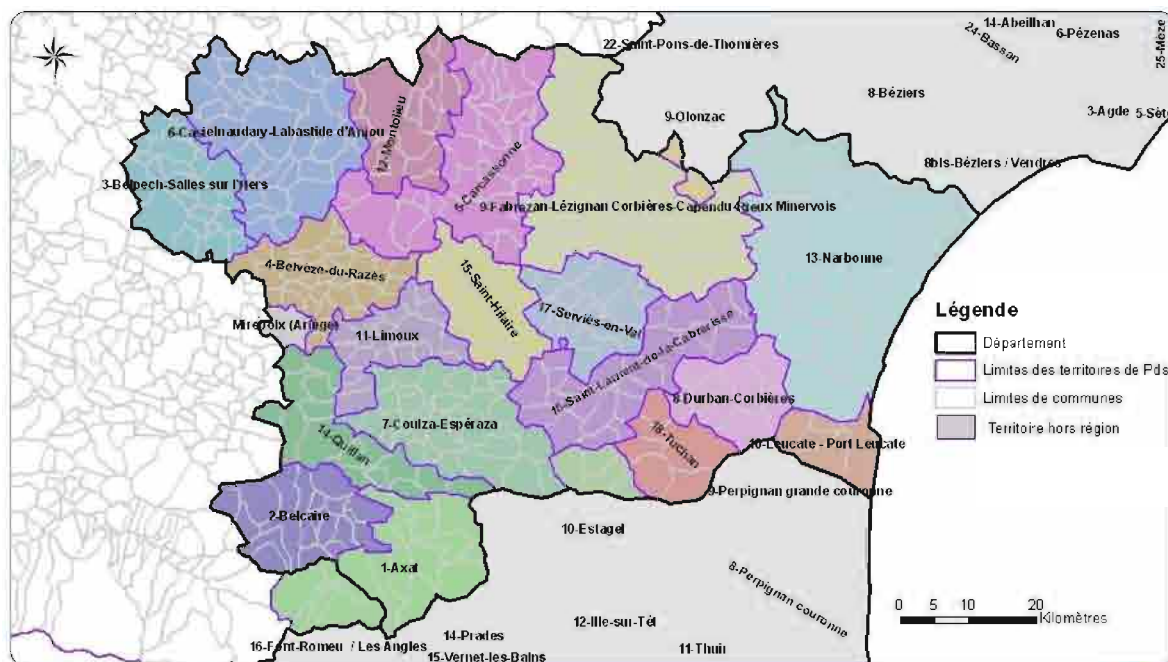 14-Abeilhan
6-Pézenas
24-Bassan
25-Mèze
22-Saint-Pons-de-Thomières
8-Béziers
3-Agde
5-Sète
9-Olonzac
8bis-Béziers / Vendres
6-Castelnaudary-Labastide d'Anjou
12-Montolieu
5-Carcassonne
3-Belpech-Salles sur l'Hers
9-Fabrezan-Lézignan Corbières-Capendu-Rieux Minervois
13-Narbonne
4-Belvèze-du-Razès
15-Saint-Hilaire
17-Serviès-en-Val
Mirepoix (Ariège)
11-Limoux
16-Saint-Laurent-de-la-Cabrerisse
8-Durban-Corbières
7-Couiza-Espéraza
14-Quillan
18-Tuchan
10-Leucate - Port Leucate
9-Perpignan grande couronne
2-Belcaire
10-Estagel
1-Axat
8-Perpignan couronne
12-Ille-sur-Têt
14-Prades
16-Font-Romeu / Les Angles
15-Vernet-les-Bains
11-Thuir
Légende
Département
Limites des territoires de Pds
Limites de communes
Territoire hors région
0 5 10 20
Kilomètres